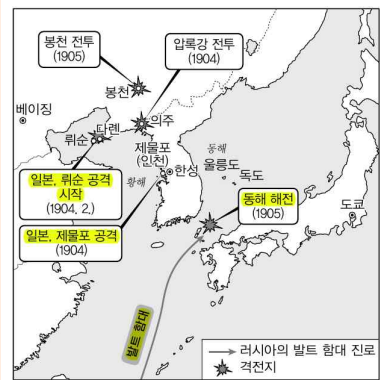 봉천 전투
(1905)
압록강 전투
(1904)
봉천
의주
베이징
다롄
뤼순
제물포
(인천)
한성
동해
울릉도
독도
황해
일본, 뤼순 공격
시작
(1904. 2.)
동해 해전
(1905)
도쿄
일본, 제물포 공격
(1904)
발트 함대
러시아의 발트 함대 진로
격전지